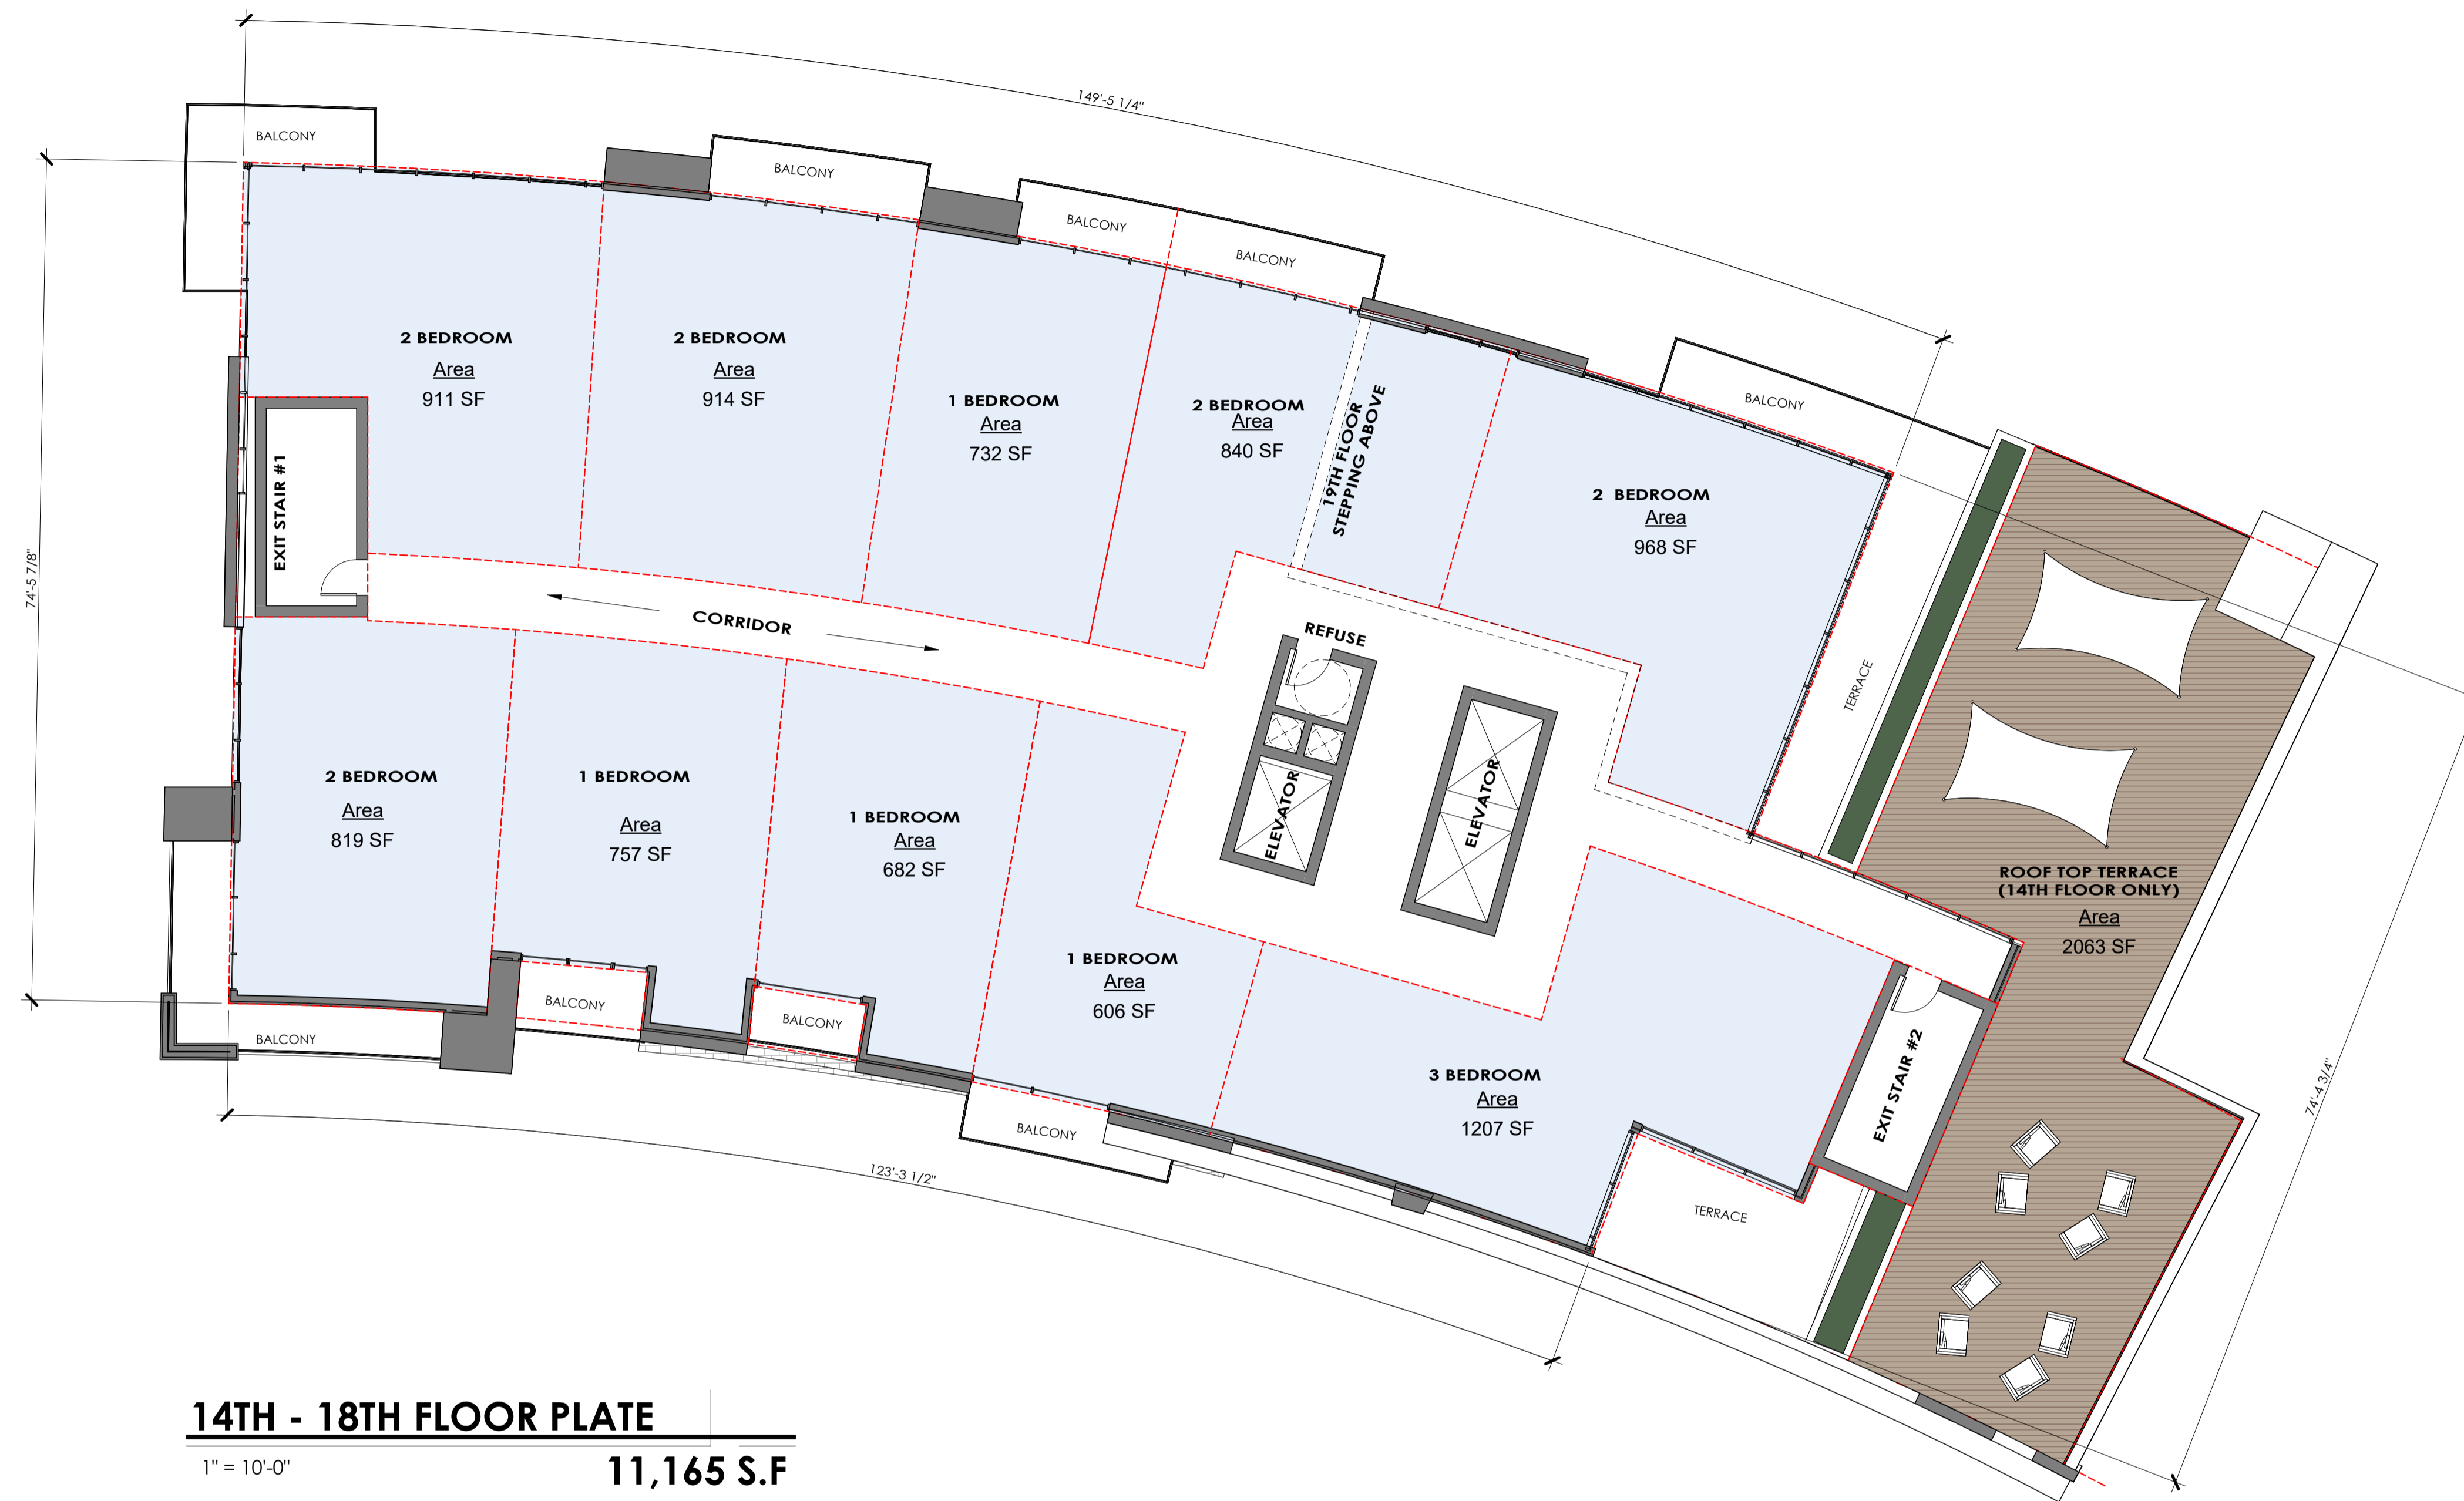 149'-5 1/4"
BALCONY
BALCONY
BALCONY
BALCONY
BALCONY
74'-5 7/8"
2 BEDROOM
Area
911 SF
2 BEDROOM
Area
914 SF
1 BEDROOM
Area
732 SF
2 BEDROOM
Area
840 SF
19TH FLOOR
STEPPING ABOVE
2 BEDROOM
Area
968 SF
EXIT STAIR #1
CORRIDOR
REFUSE
ELEVATOR
ELEVATOR
TERRACE
2 BEDROOM
Area
819 SF
1 BEDROOM
Area
757 SF
1 BEDROOM
Area
682 SF
1 BEDROOM
Area
606 SF
3 BEDROOM
Area
1207 SF
ROOF TOP TERRACE
(14TH FLOOR ONLY)
Area
2063 SF
EXIT STAIR #2
BALCONY
BALCONY
BALCONY
BALCONY
TERRACE
74'-4 3/4"
123'-3 1/2"
14TH - 18TH FLOOR PLATE
1" = 10'-0"
11,165 S.F